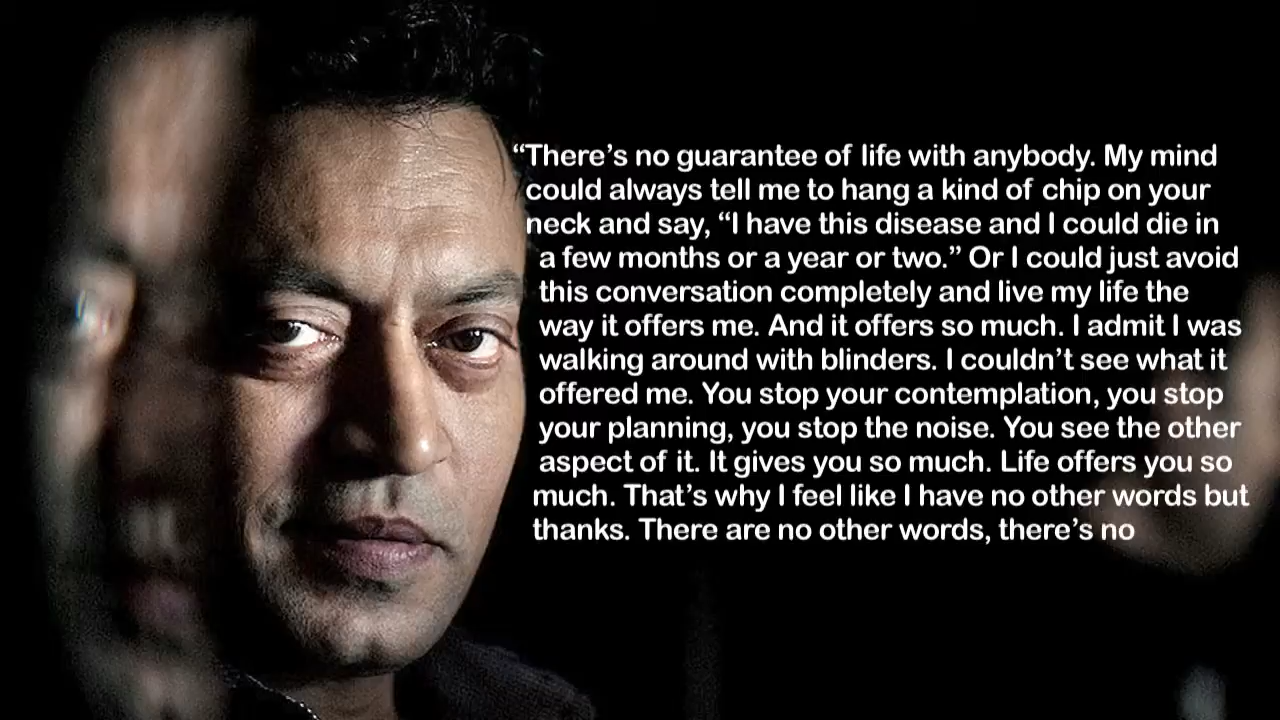 “There’s no guarantee of life with anybody. My mind
could always tell me to hang a kind of chip on your
neck and say, “I have this disease and I could die in
a few months or a year or two.” Or I could just avoid
this conversation completely and live my life the
way it offers me. And it offers so much. I admit I was
walking around with blinders. I couldn’t see what it
offered me. You stop your contemplation, you stop
your planning, you stop the noise. You see the other
aspect of it. It gives you so much. Life offers you so
much. That’s why I feel like I have no other words but
thanks. There are no other words, there’s no